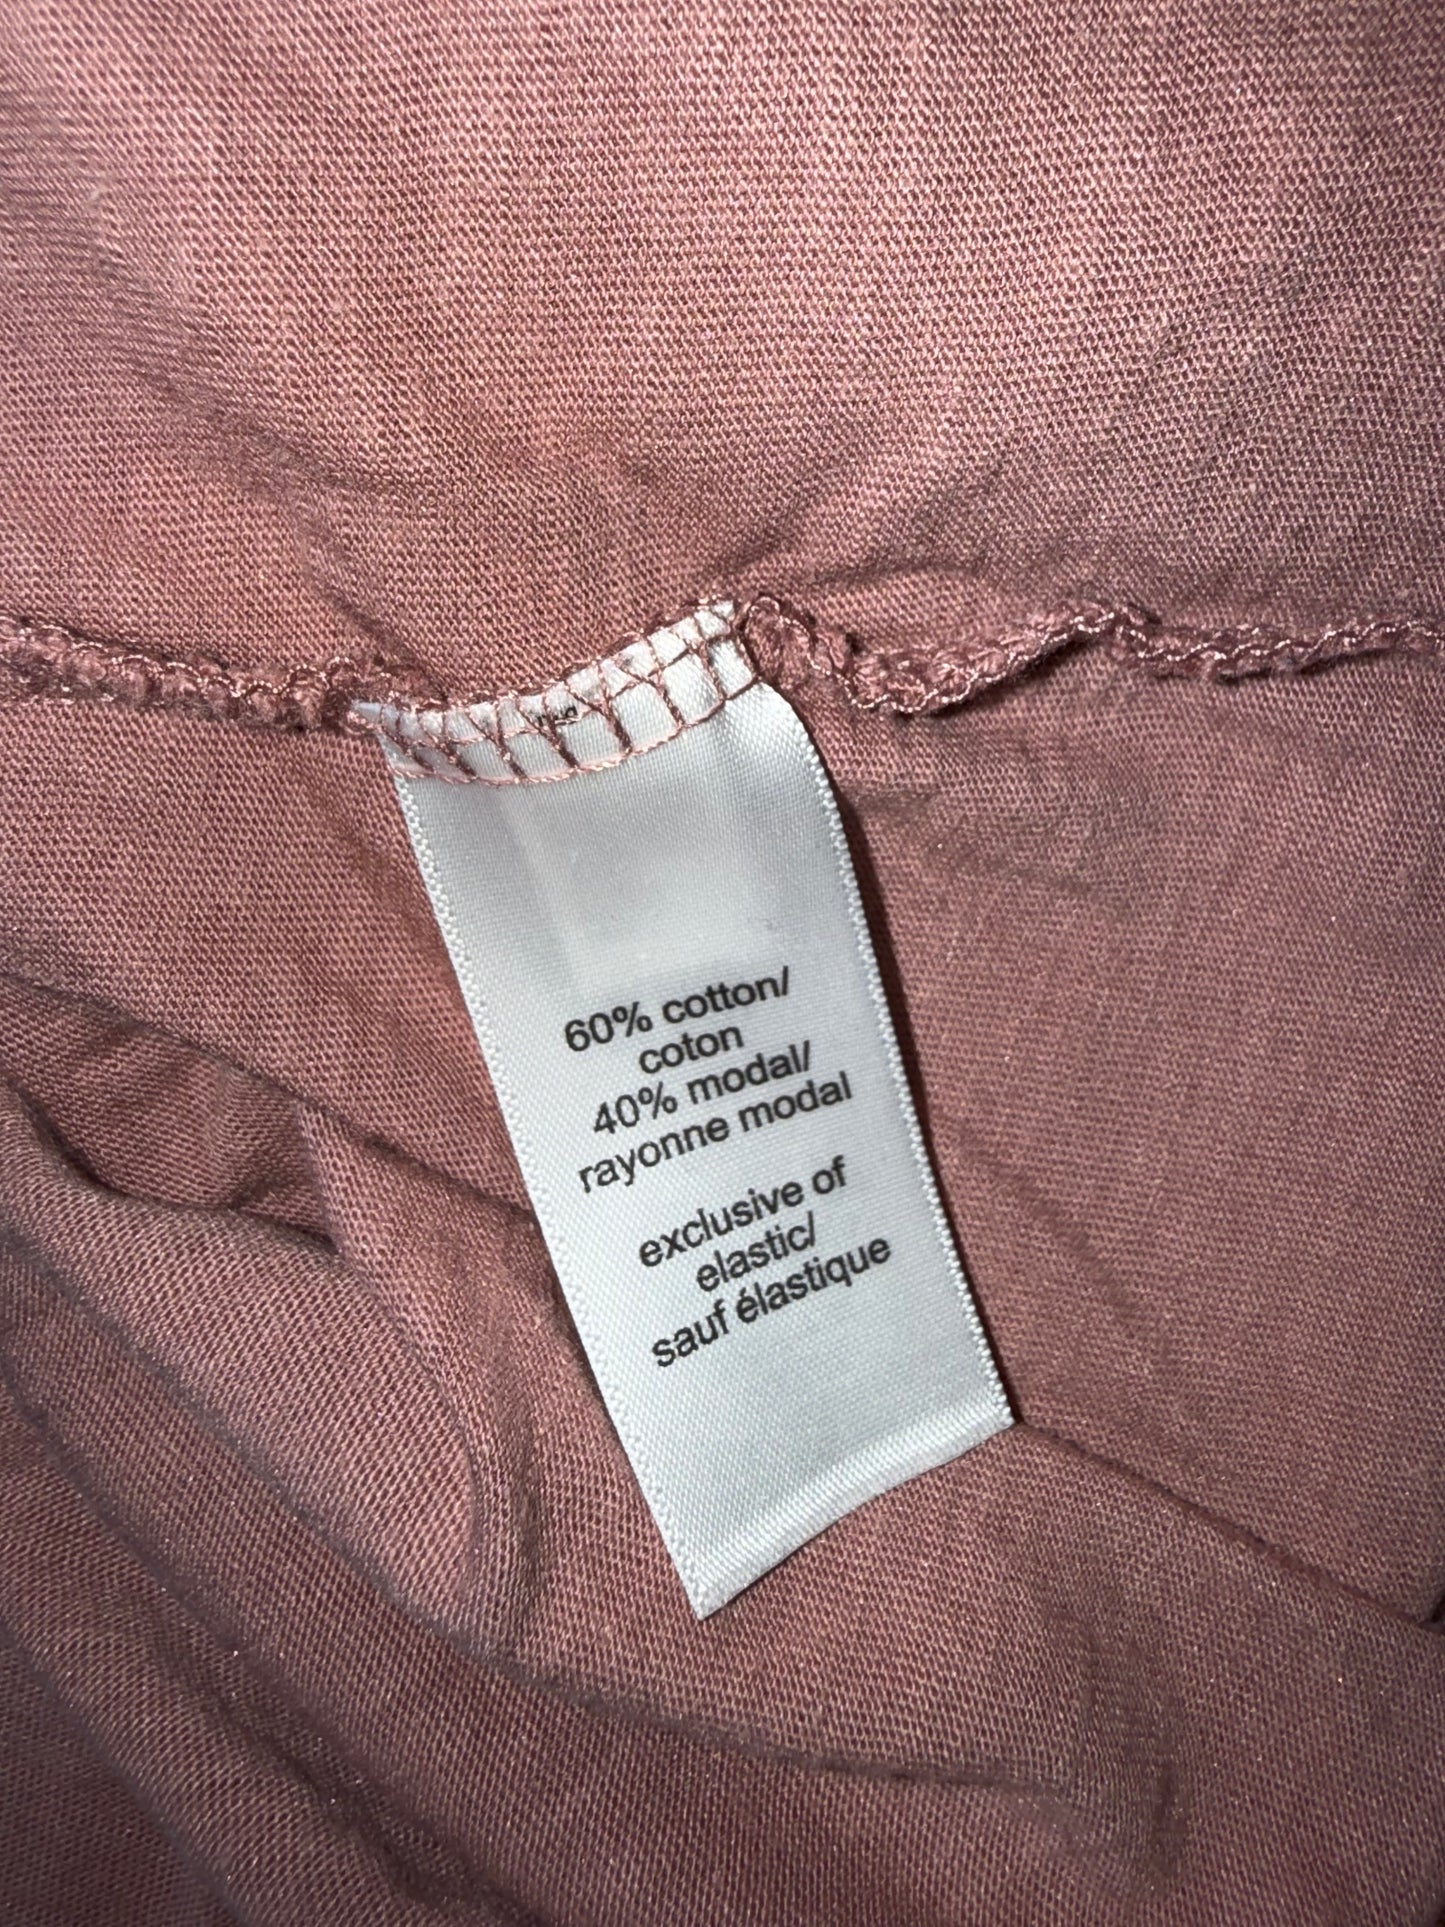 60% cotton/
coton
40% modal/
rayonne modal
exclusive of
elastic/
sauf élastique